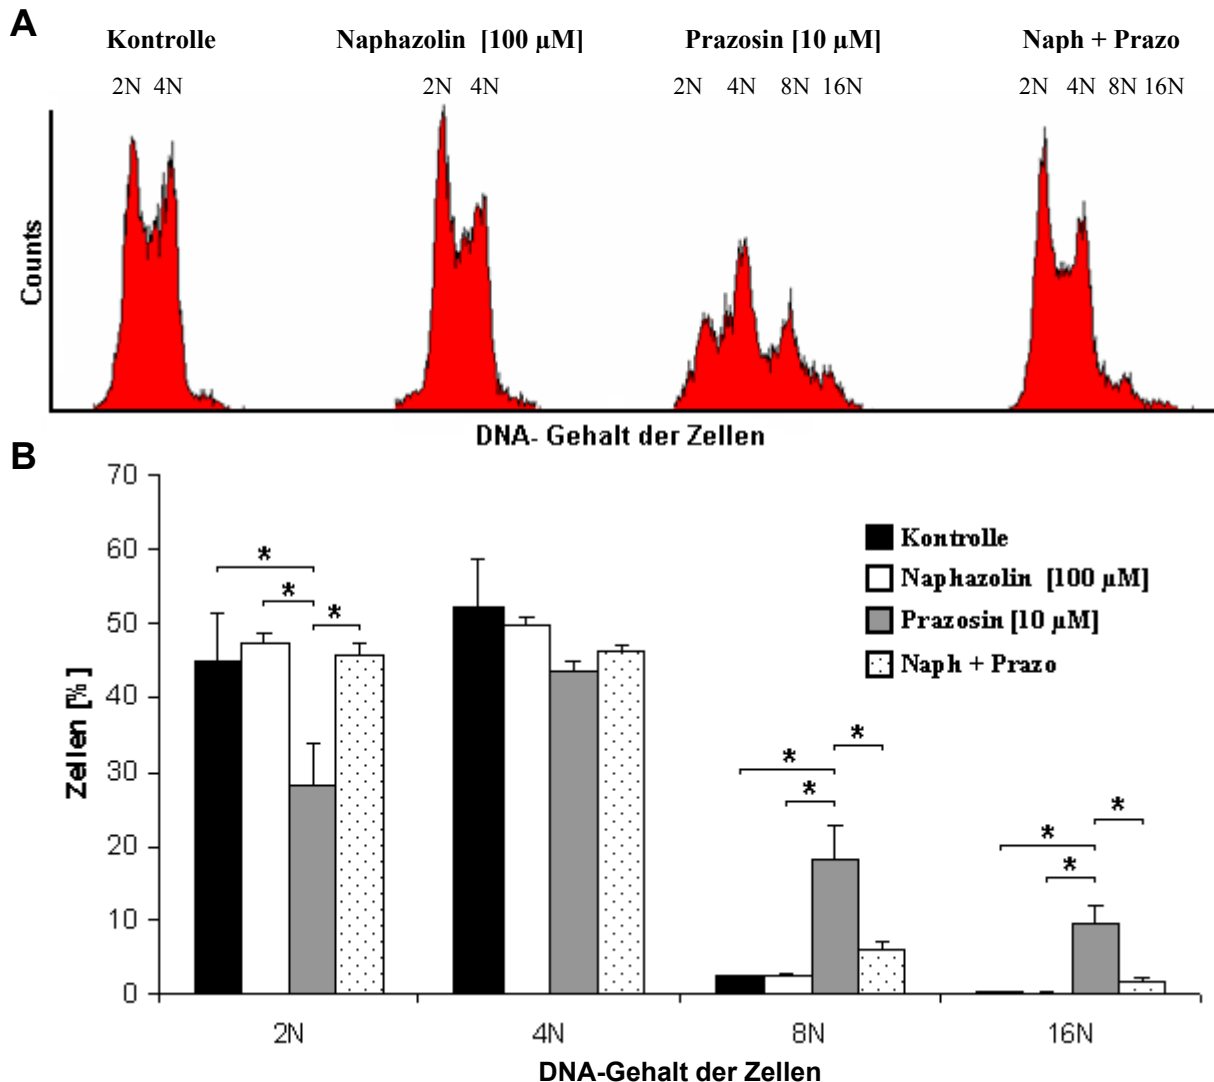 A
Kontrolle Naphazolin [100 µM] Prazosin [10 µM] Naph + Prazo
2N 4N 2N 4N 2N 4N 8N 16N 2N 4N 8N 16N
Counts
DNA- Gehalt der Zellen
B
70
60
50
40
30
20
10
0
Zellen [%]
* * *
* * *
* * *
Kontrolle
Naphazolin [100 µM]
Prazosin [10 µM]
Naph + Prazo
2N 4N 8N 16N
DNA-Gehalt der Zellen